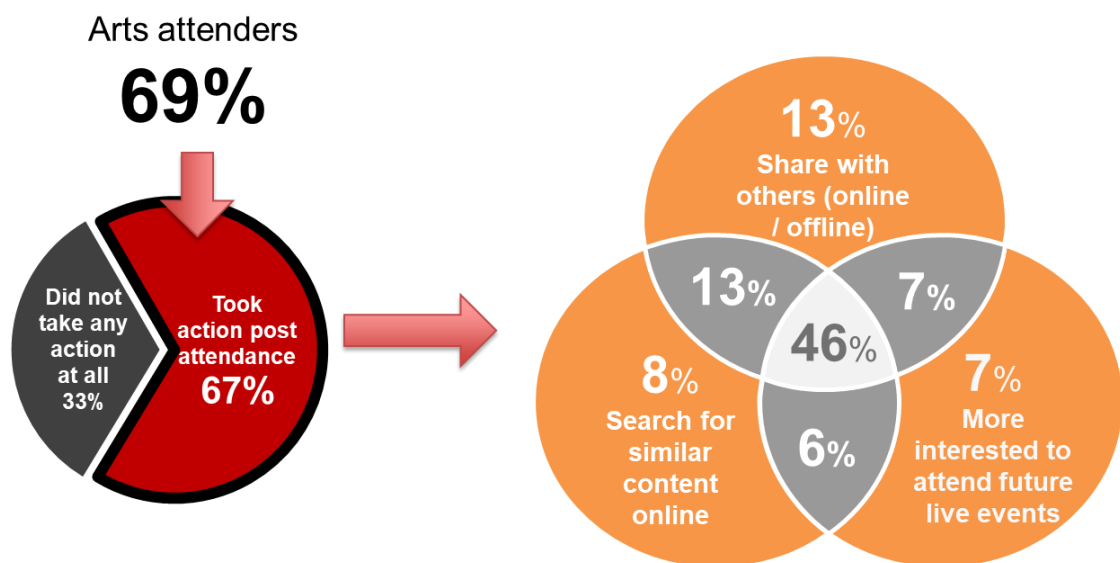 Arts attenders
69%
Did not
take any
action
at all
33%
Took
action post
attendance
67%
13%
Share with
others (online
/ offline)
13%
7%
46%
8%
Search for
similar
content
online
7%
More
interested to
attend future
live events
6%